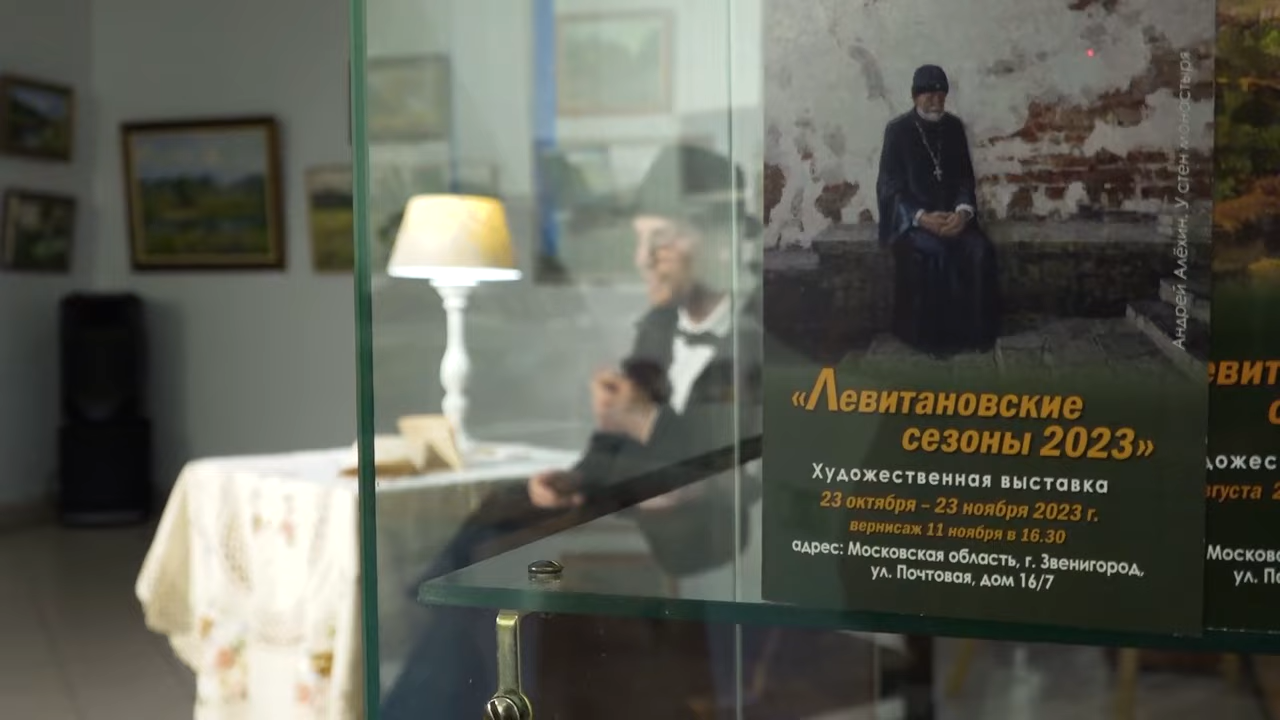 Андрей Алёхин. У стен моностыря
«Левитановские
сезоны 2023»
Художественная выставка
23 октября – 23 ноября 2023 г.
вернисаж 11 ноября в 16.30
адрес: Московская область, г. Звенигород,
ул. Почтовая, дом 16/7